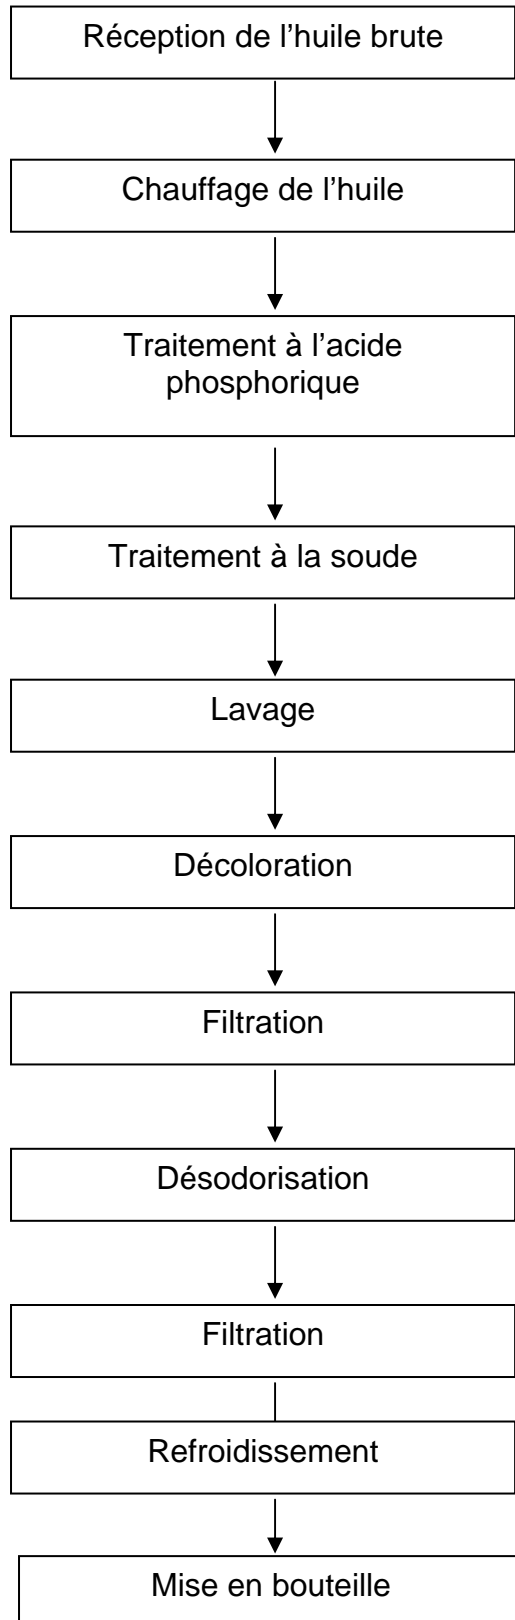 Réception de l’huile brute
Chauffage de l’huile
Traitement à l’acide
phosphorique
Traitement à la soude
Lavage
Décoloration
Filtration
Désodorisation
Filtration
Refroidissement
Mise en bouteille